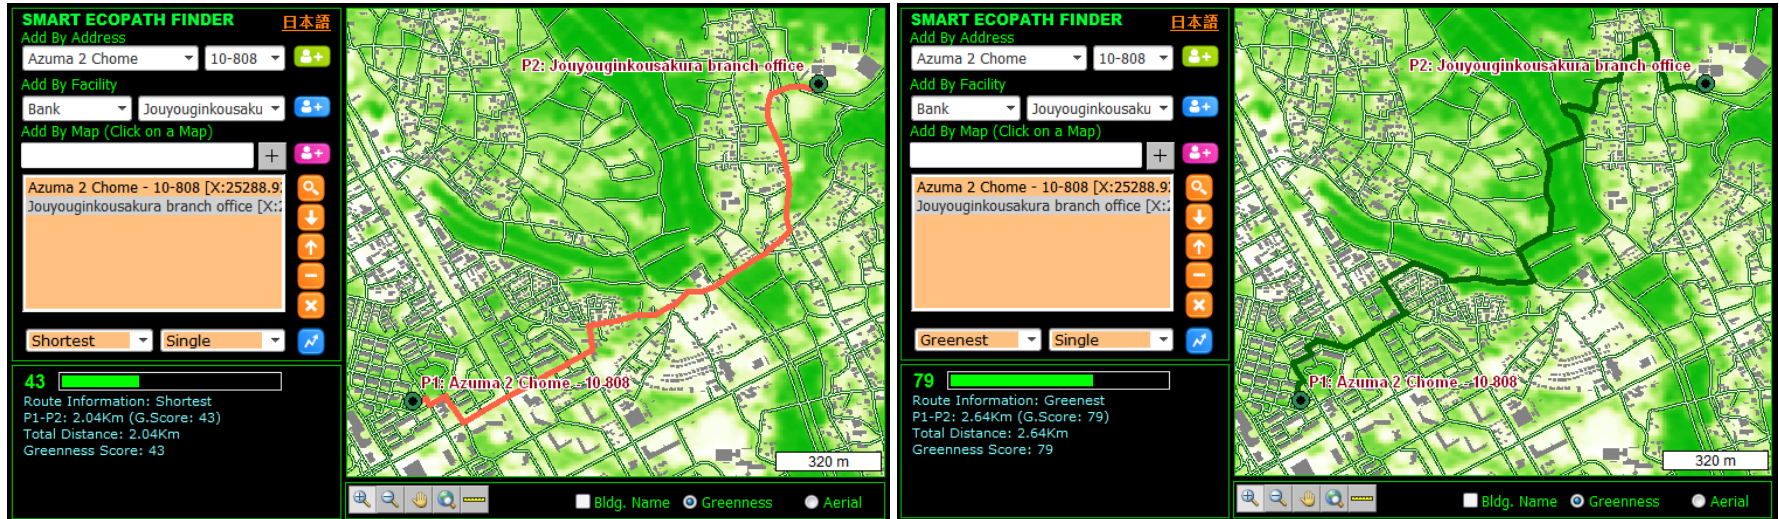 SMART ECOPATH FINDER
日本語
Add By Address
Azuma 2 Chome
10-808
Add By Facility
Bank
Jouyouginkousaku
Add By Map (Click on a Map)
Azuma 2 Chome - 10-808 [X:25288.92
Jouyouginkousakura branch office [X:2
Shortest
Single
43
Route Information: Shortest
P1-P2: 2.04Km (G.Score: 43)
Total Distance: 2.04Km
Greenness Score: 43
P2: Jouyouginkousakura branch office
P1: Azuma 2 Chome - 10-808
320 m
Bldg. Name
Greenness
Aerial
SMART ECOPATH FINDER
日本語
Add By Address
Azuma 2 Chome
10-808
Add By Facility
Bank
Jouyouginkousaku
Add By Map (Click on a Map)
Azuma 2 Chome - 10-808 [X:25288.92
Jouyouginkousakura branch office [X:2
Greenest
Single
79
Route Information: Greenest
P1-P2: 2.64Km (G.Score: 79)
Total Distance: 2.64Km
Greenness Score: 79
P2: Jouyouginkousakura branch office
P1: Azuma 2 Chome - 10-808
320 m
Bldg. Name
Greenness
Aerial